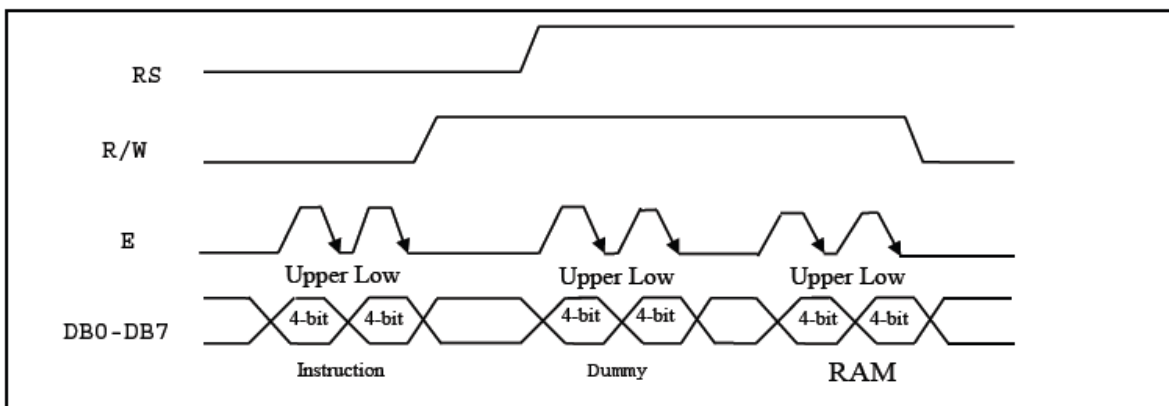 RS
R/W
E
Upper Low Upper Low Upper Low
DB0-DB7 4-bit 4-bit 4-bit 4-bit 4-bit 4-bit
Instruction Dummy RAM